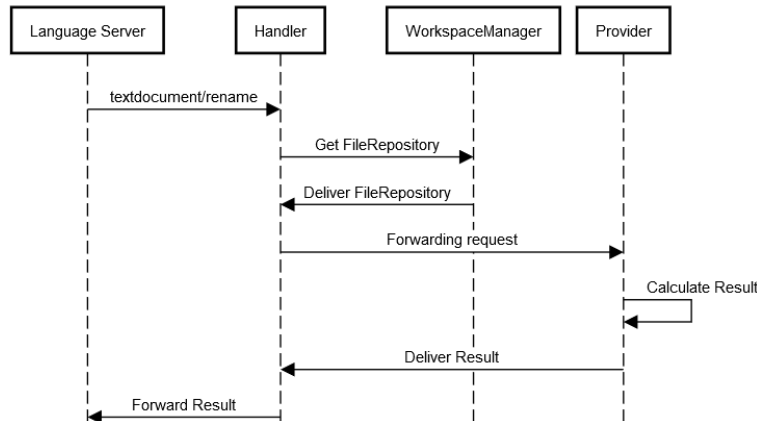 Language Server
Handler
WorkspaceManager
Provider
textdocument/rename
Get FileRepository
Deliver FileRepository
Forwarding request
Calculate Result
Deliver Result
Forward Result